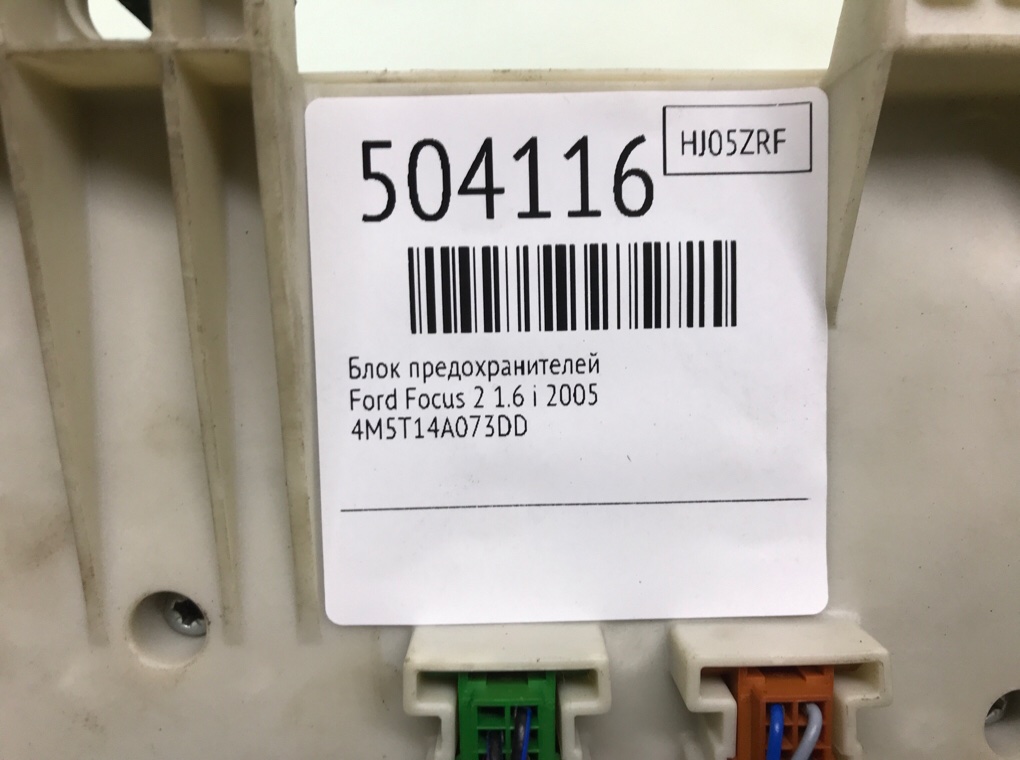 504116
HJ05ZRF
Блок предохранителей
Ford Focus 2 1.6 i 2005
4M5T14A073DD